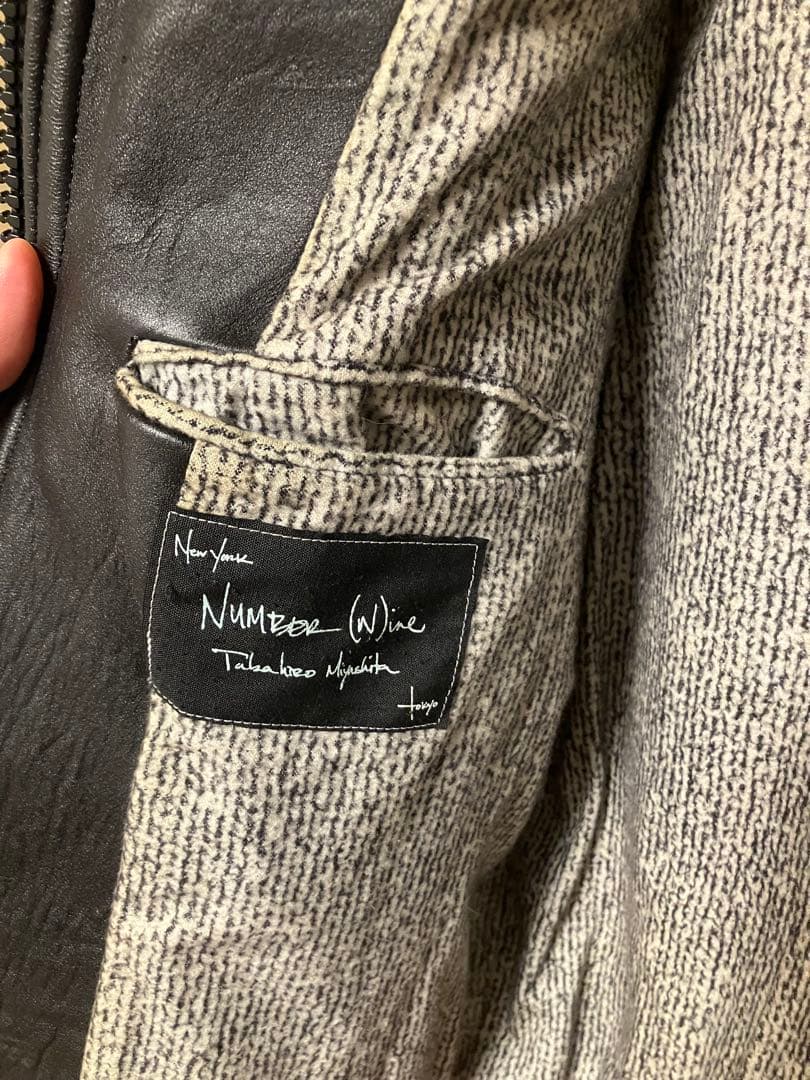 New York
NUMBER (N)ine
Takahiro Miyashita
tokyo